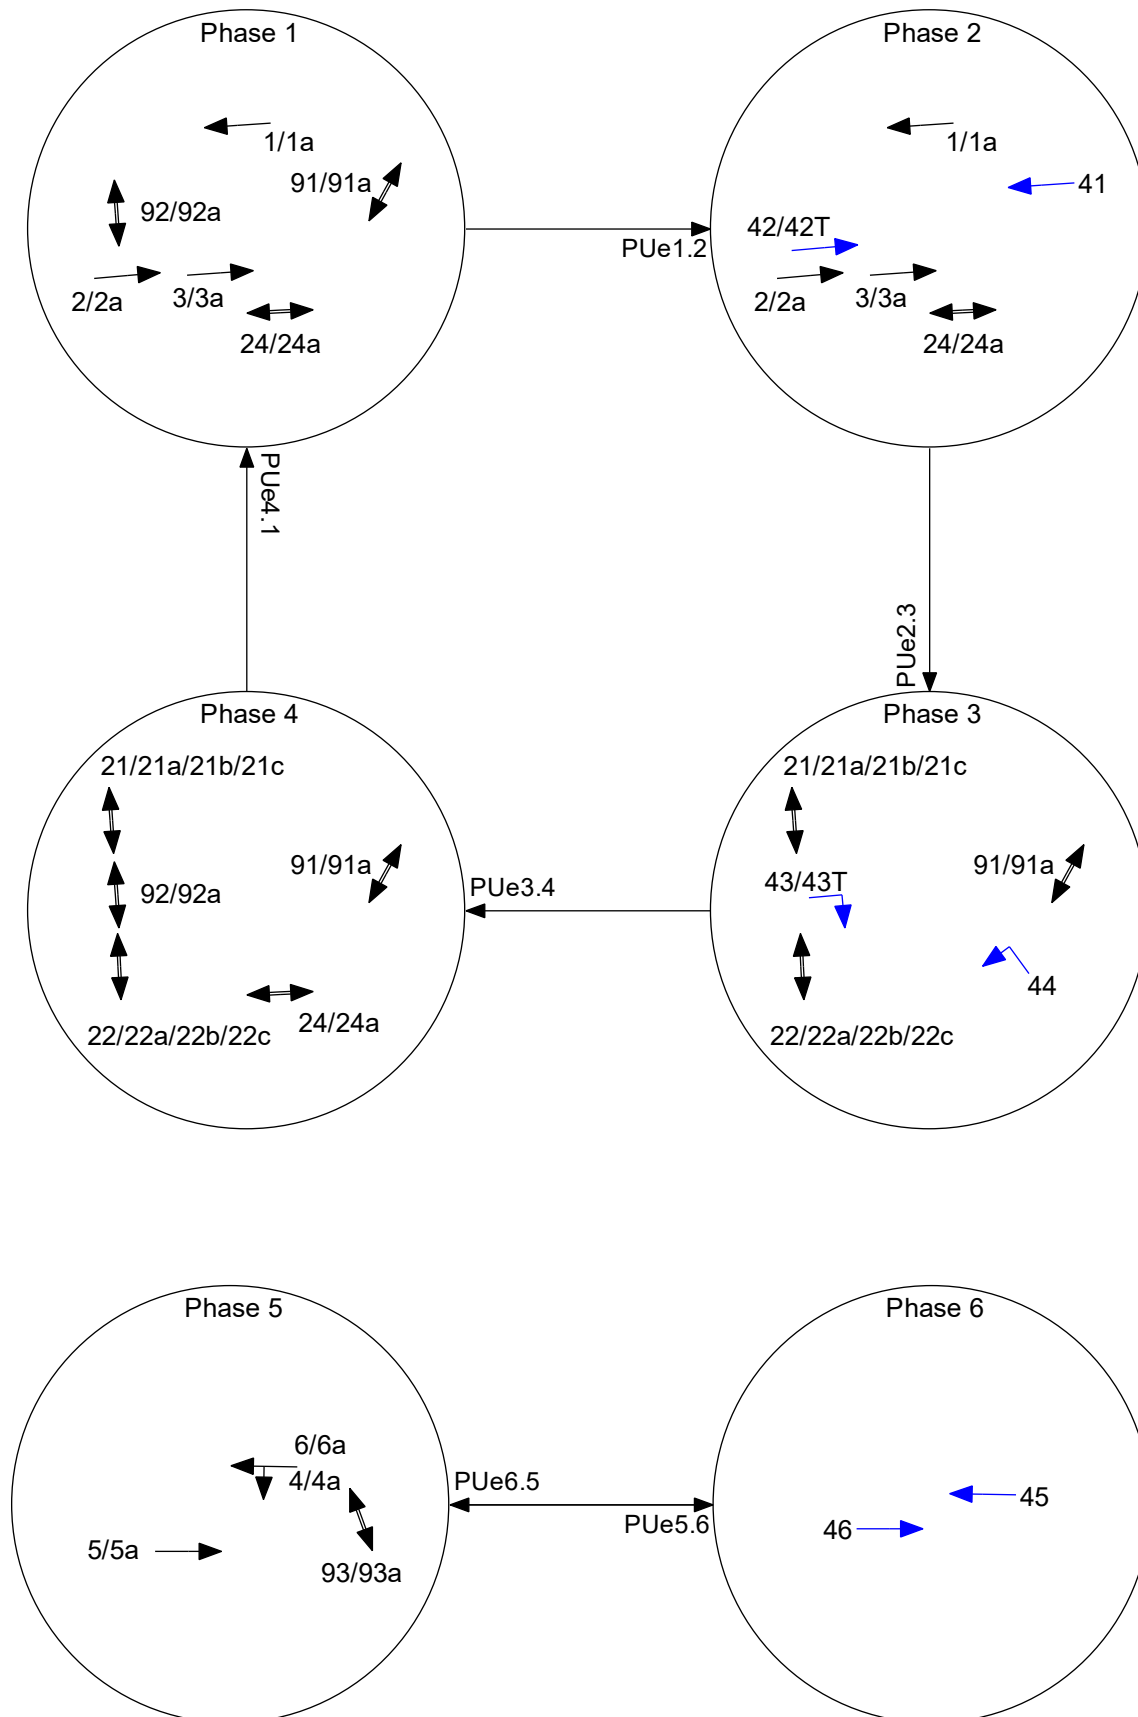 Phase 1
1/1a
91/91a
92/92a
2/2a
3/3a
24/24a
PUe1.2
Phase 2
1/1a
41
42/42T
2/2a
3/3a
24/24a
PUe4.1
PUe2.3
Phase 4
21/21a/21b/21c
91/91a
92/92a
22/22a/22b/22c
24/24a
PUe3.4
Phase 3
21/21a/21b/21c
91/91a
43/43T
44
22/22a/22b/22c
Phase 5
6/6a
4/4a
5/5a
93/93a
PUe6.5
PUe5.6
Phase 6
45
46